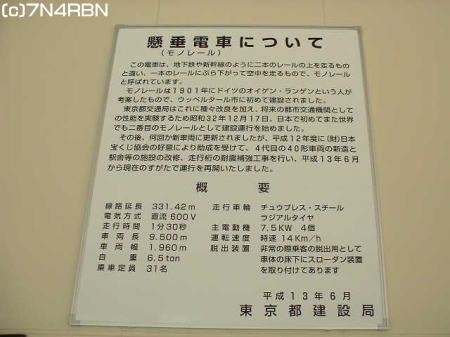 (c)7N4RBN
懸垂電車について
(モノレール)
この電車は、地下鉄や新幹線のように二本のレールの上を走るもの
と違い、一本のレールにぶら下がって空中を走るもので、モノレール
と呼ばれています。
モノレールは1901年にドイツのオイゲン・ランゲンという人が
考案したもので、ウッペルタール市に初めて建設されました。
東京都交通局はこれに種々改良を加え、将来の都市交通機関として
の性能を実験するため昭和32年12月17日、日本で初めてまた世界
でも二番目のモノレールとして建設運行を始めました。
その後、何回か新車両に更新されましたが、平成12年度に(財)日本
宝くじ協会の好意により助成を受けて、4代目の40形車両の新造と
駅舎等の施設の改修、走行桁の耐震補強工事を行い、平成13年6月
から現在のすがたで運行を再開いたしました。
概 要
線路延長 331.42m 走行車輪 チュウブレス・スチール
電気方式 直流600V ラジアルタイヤ
走行時間 1分30秒 主電動機 7.5KW 4個
車両長 9.500m 運転速度 時速14Km/h
車両幅 1.960m 脱出装置 非常の際乗客の脱出用として
自重 6.5ton 車体の床下にスローダン装置
乗車定員 31名 を取り付けてあります
平成13年6月
東京都建設局